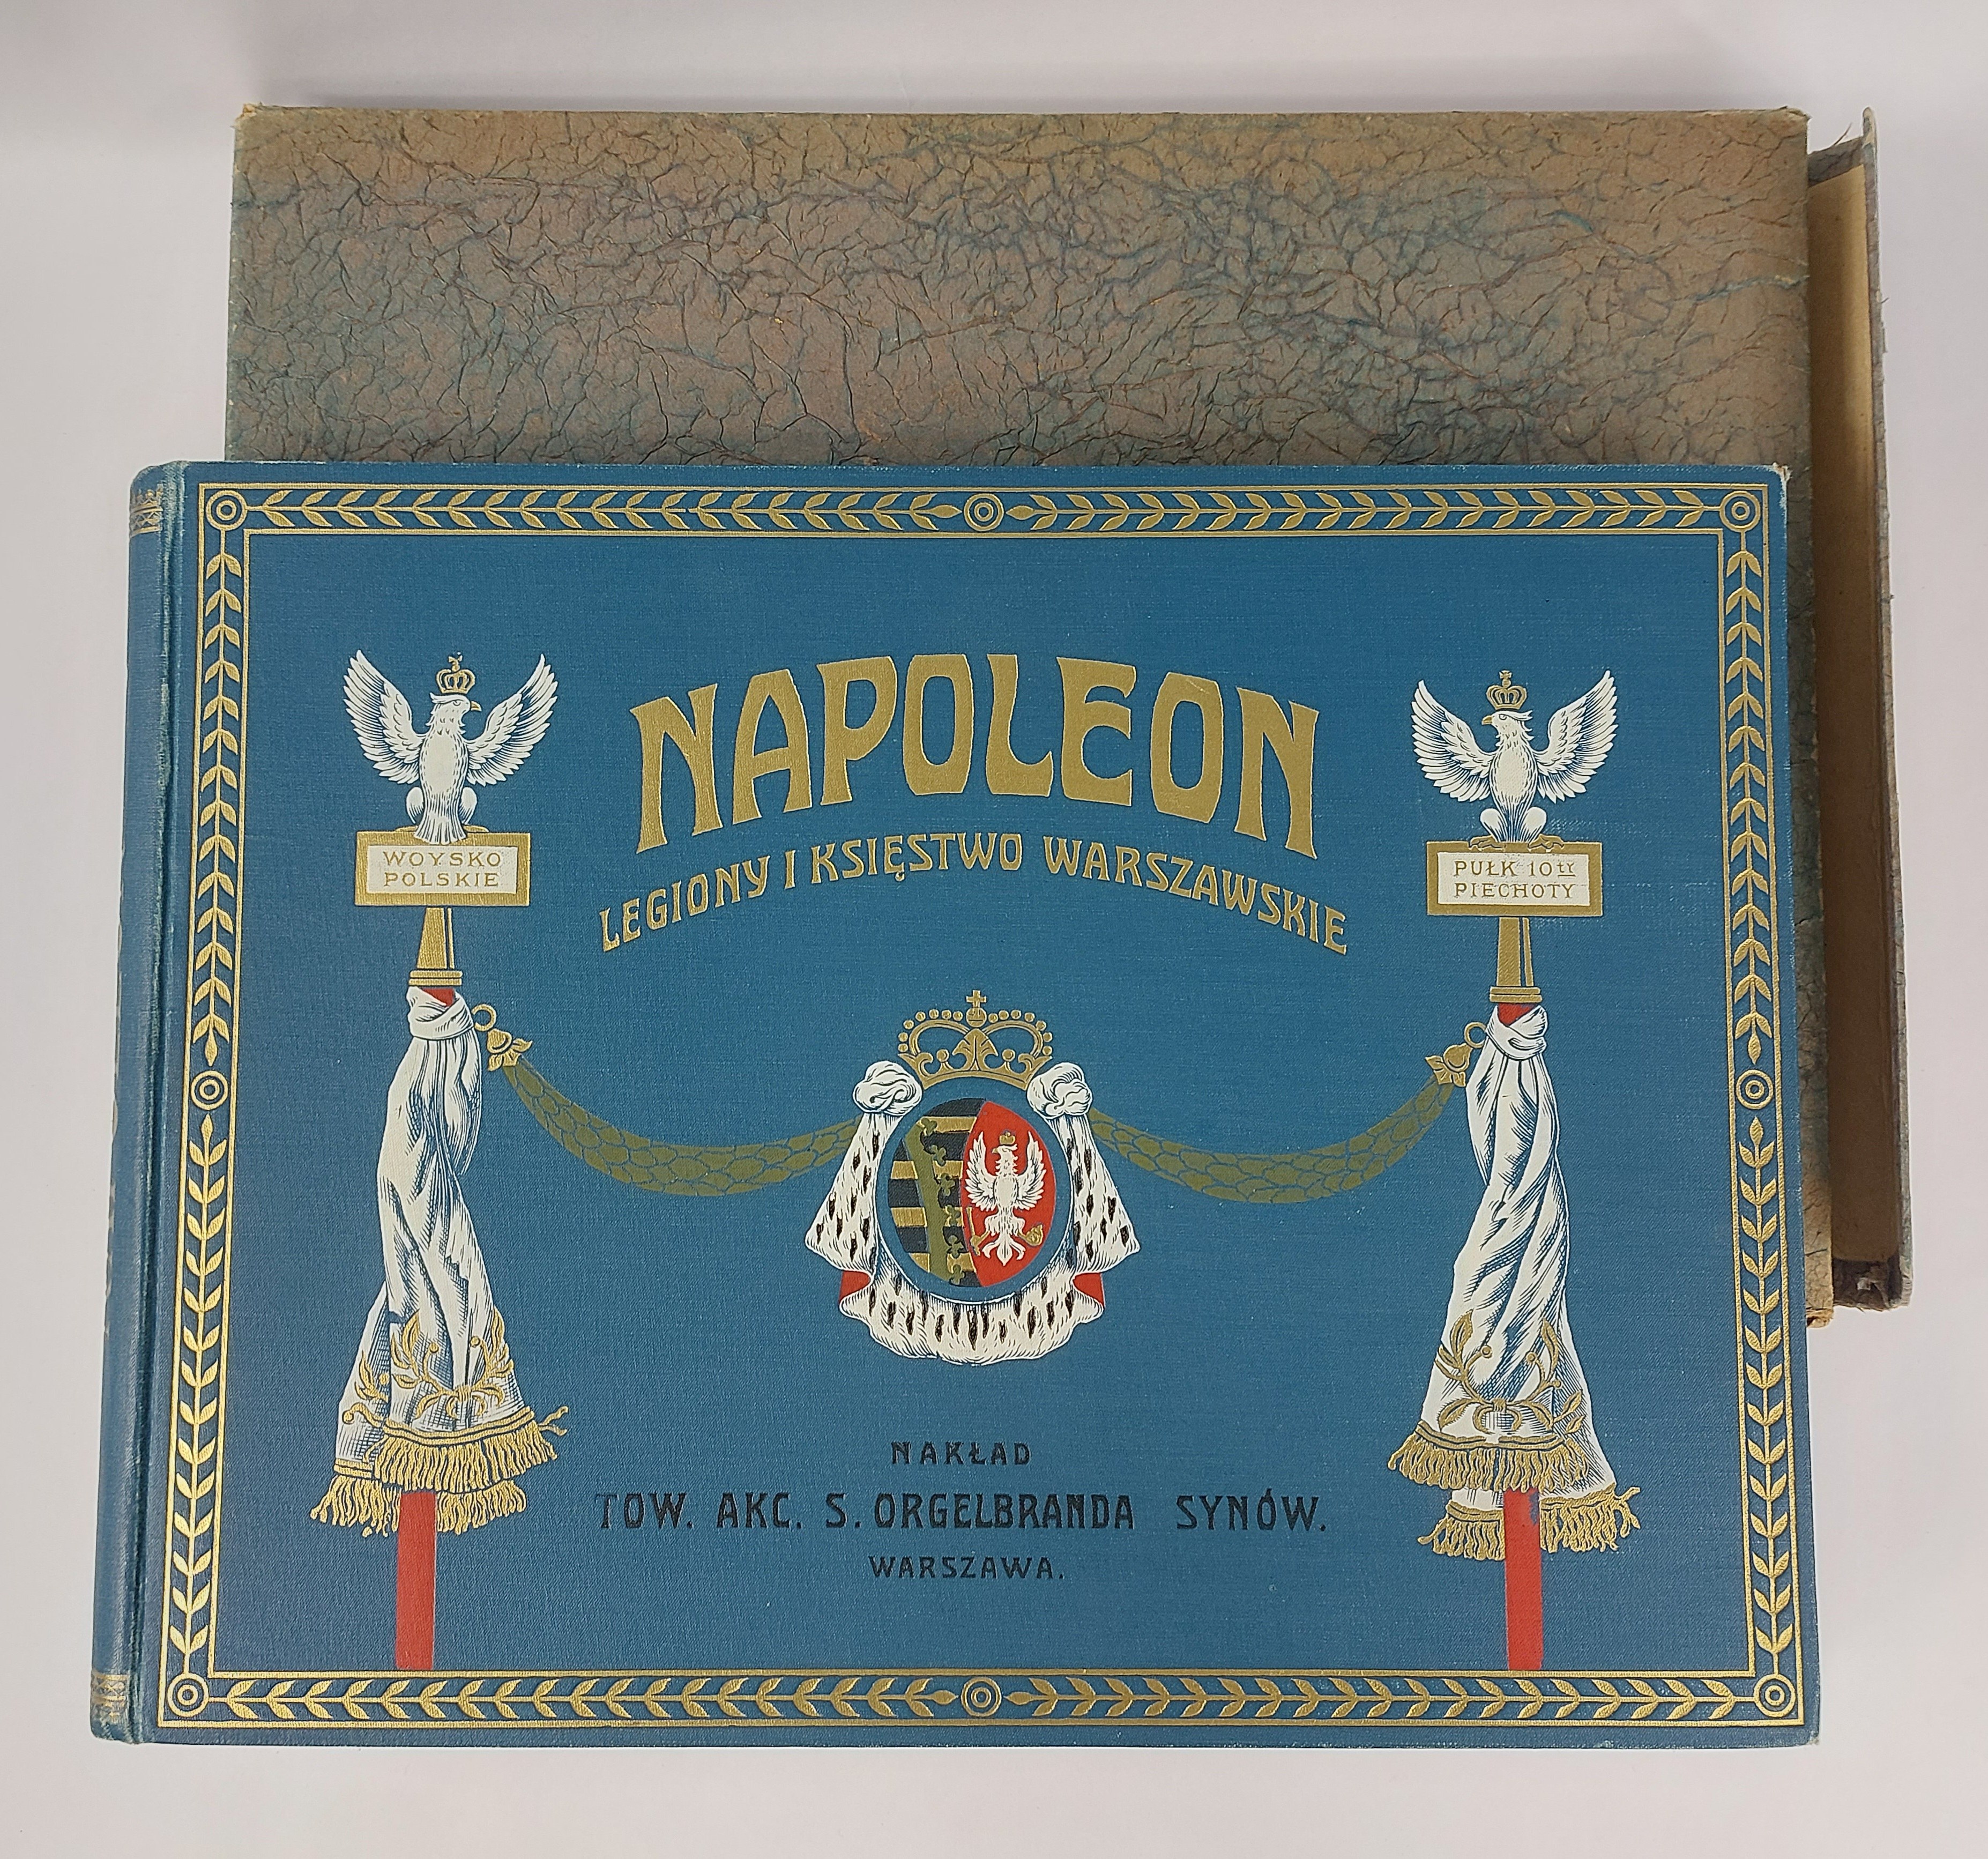 NAPOLEON
LEGIONY I KSIĘSTWO WARSZAWSKIE
WOYSKO
POLSKIE
PUŁK 10ty
PIECHOTY
NAKŁAD
TOW. AKC. S. ORGELBRANDA SYNÓW.
WARSZAWA.